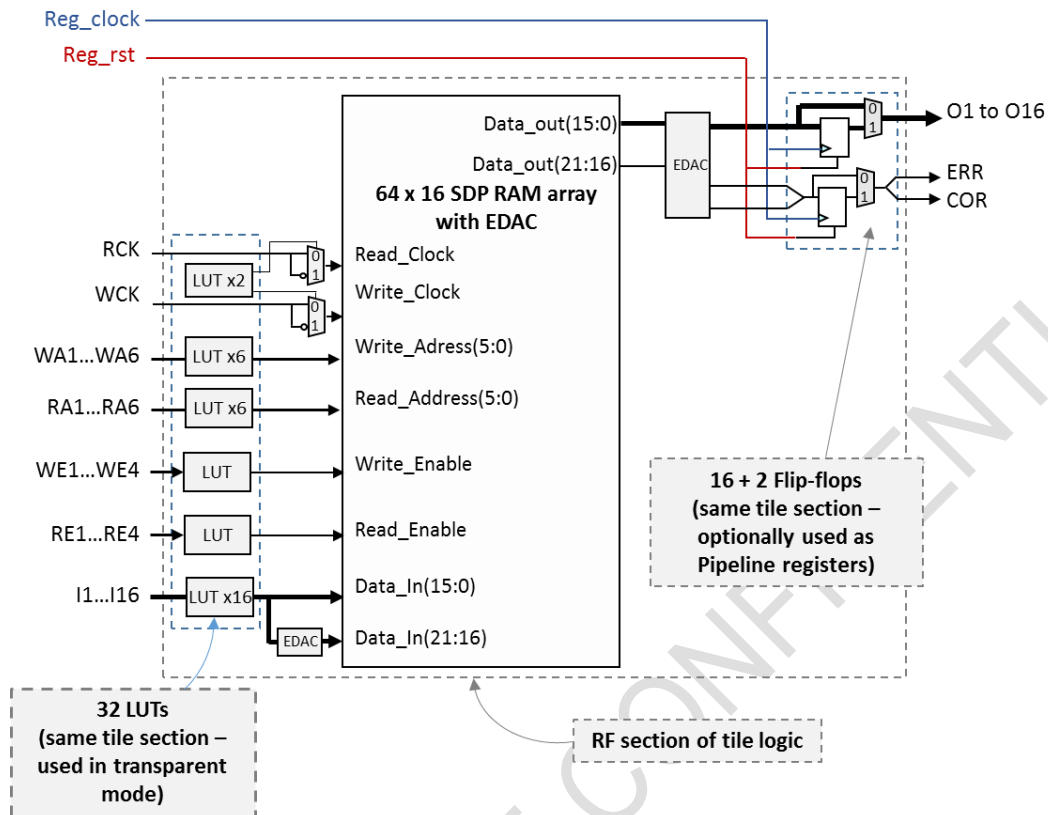 Reg_clock
Reg_rst
Data_out(15:0)
Data_out(21:16)
64 x 16 SDP RAM array
with EDAC
EDAC
0
1
O1 to O16
0
1
ERR
COR
RCK
WCK
LUT x2
0
1
Read_Clock
0
1
Write_Clock
WA1...WA6
LUT x6
Write_Adress(5:0)
RA1...RA6
LUT x6
Read_Address(5:0)
WE1...WE4
LUT
Write_Enable
RE1...RE4
LUT
Read_Enable
I1...I16
LUT x16
Data_In(15:0)
EDAC
Data_In(21:16)
16 + 2 Flip-flops
(same tile section –
optionally used as
Pipeline registers)
32 LUTs
(same tile section –
used in transparent
mode)
RF section of tile logic
CONFIDENTI